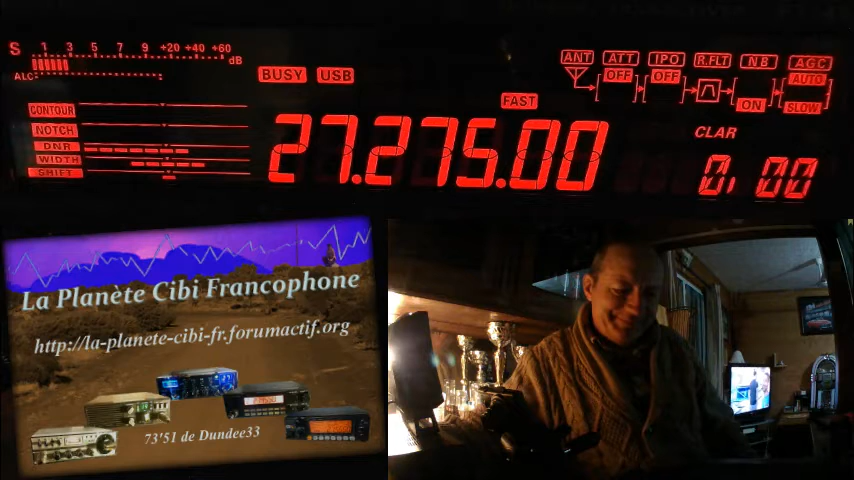 S 1 3 5 7 9 +20 +40 +60 dB
ALC
BUSY USB
ANT ATT IPO R.FLT NB AGC
OFF OFF AUTO
ON SLOW
FAST
CONTOUR
NOTCH
DNR
WIDTH
SHIFT
27.275.00
CLAR
0.00
La Planète Cibi Francophone
http://la-planete-cibi-fr.forumactif.org
73'51 de Dundee33